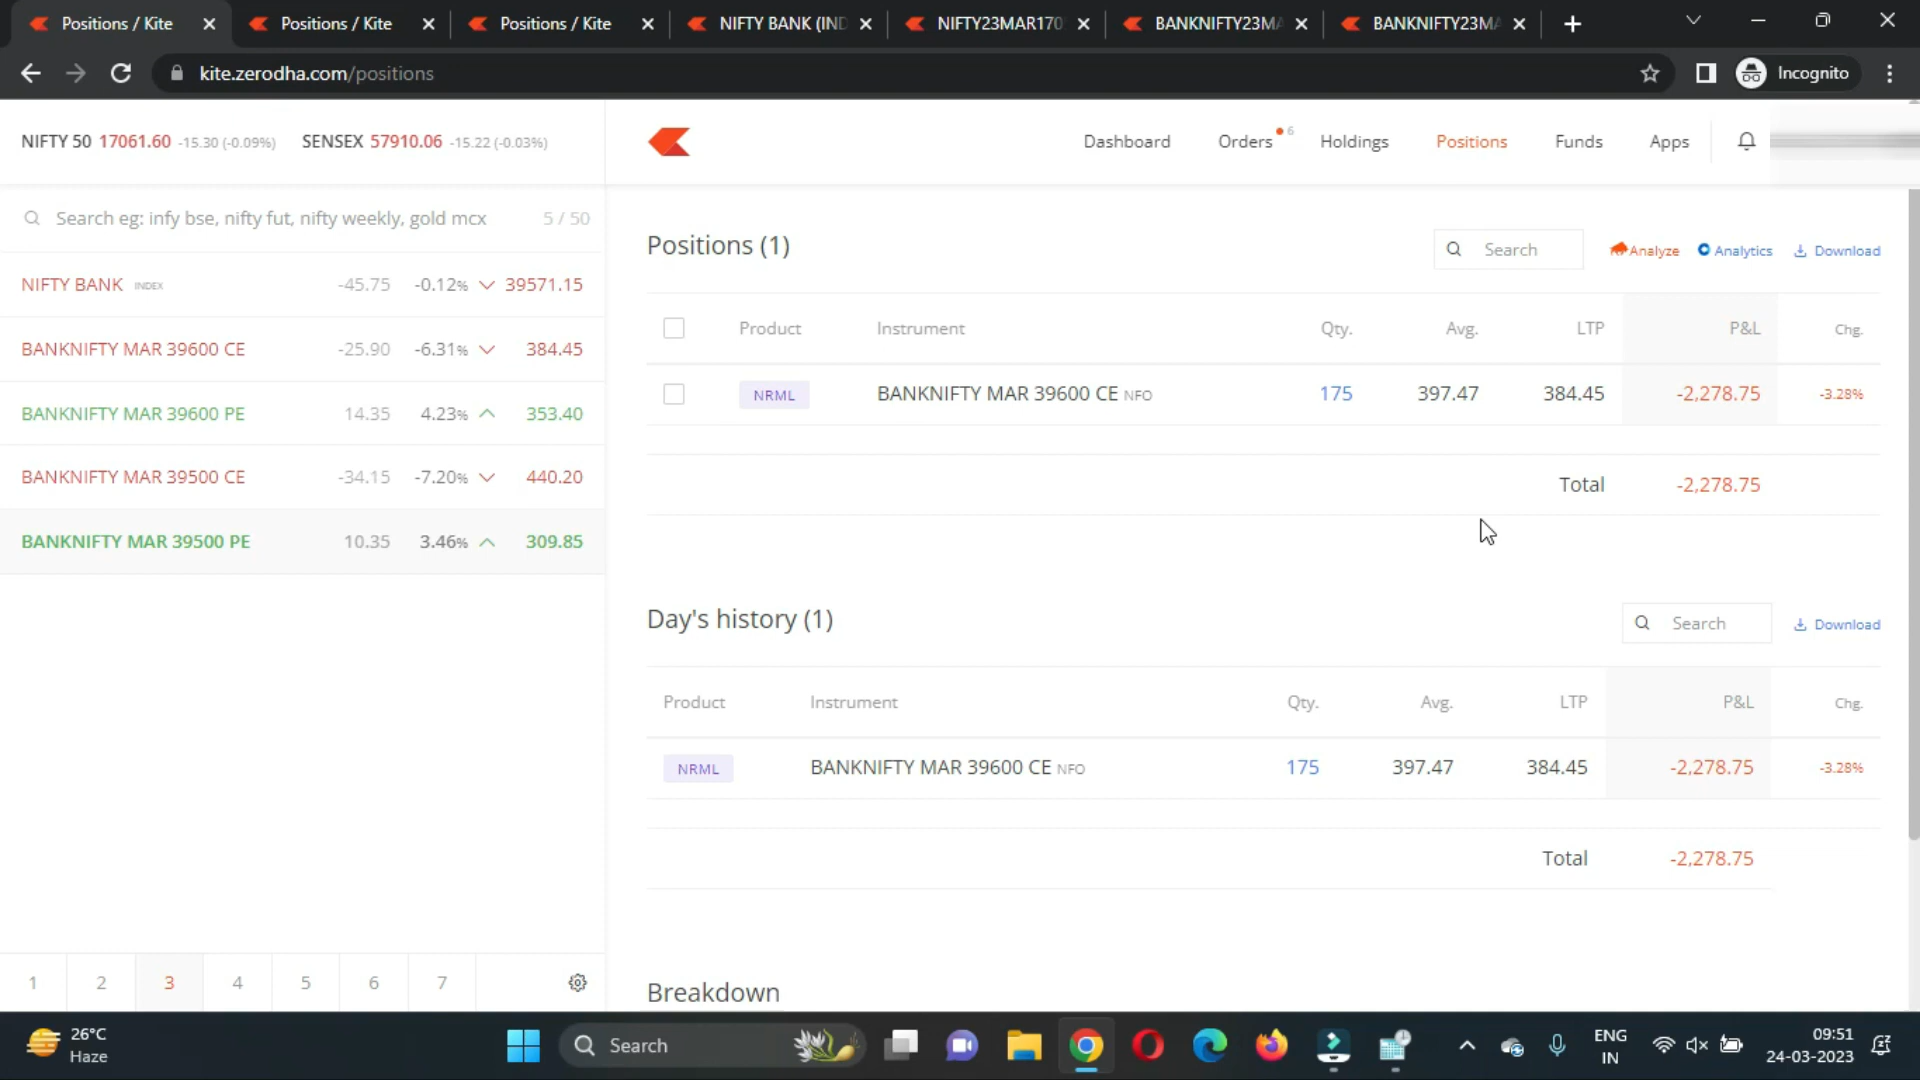 Positions / Kite
Positions / Kite
Positions / Kite
NIFTY BANK (IND
NIFTY23MAR170
BANKNIFTY23MA
BANKNIFTY23MA
kite.zerodha.com/positions
Incognito
NIFTY 50 17061.60 -15.30 (-0.09%) SENSEX 57910.06 -15.22 (-0.03%)
Dashboard Orders 6 Holdings Positions Funds Apps
Search eg: infy bse, nifty fut, nifty weekly, gold mcx 5 / 50
NIFTY BANK INDEX -45.75 -0.12% 39571.15
BANKNIFTY MAR 39600 CE -25.90 -6.31% 384.45
BANKNIFTY MAR 39600 PE 14.35 4.23% 353.40
BANKNIFTY MAR 39500 CE -34.15 -7.20% 440.20
BANKNIFTY MAR 39500 PE 10.35 3.46% 309.85
1 2 3 4 5 6 7
Positions (1) Search Analyze Analytics Download
Product Instrument Qty. Avg. LTP P&L Chg.
NRML BANKNIFTY MAR 39600 CE NFO 175 397.47 384.45 -2,278.75 -3.28%
Total -2,278.75
Day's history (1) Search Download
Product Instrument Qty. Avg. LTP P&L Chg.
NRML BANKNIFTY MAR 39600 CE NFO 175 397.47 384.45 -2,278.75 -3.28%
Total -2,278.75
Breakdown
26°C
Haze
Search
ENG
IN
09:51
24-03-2023